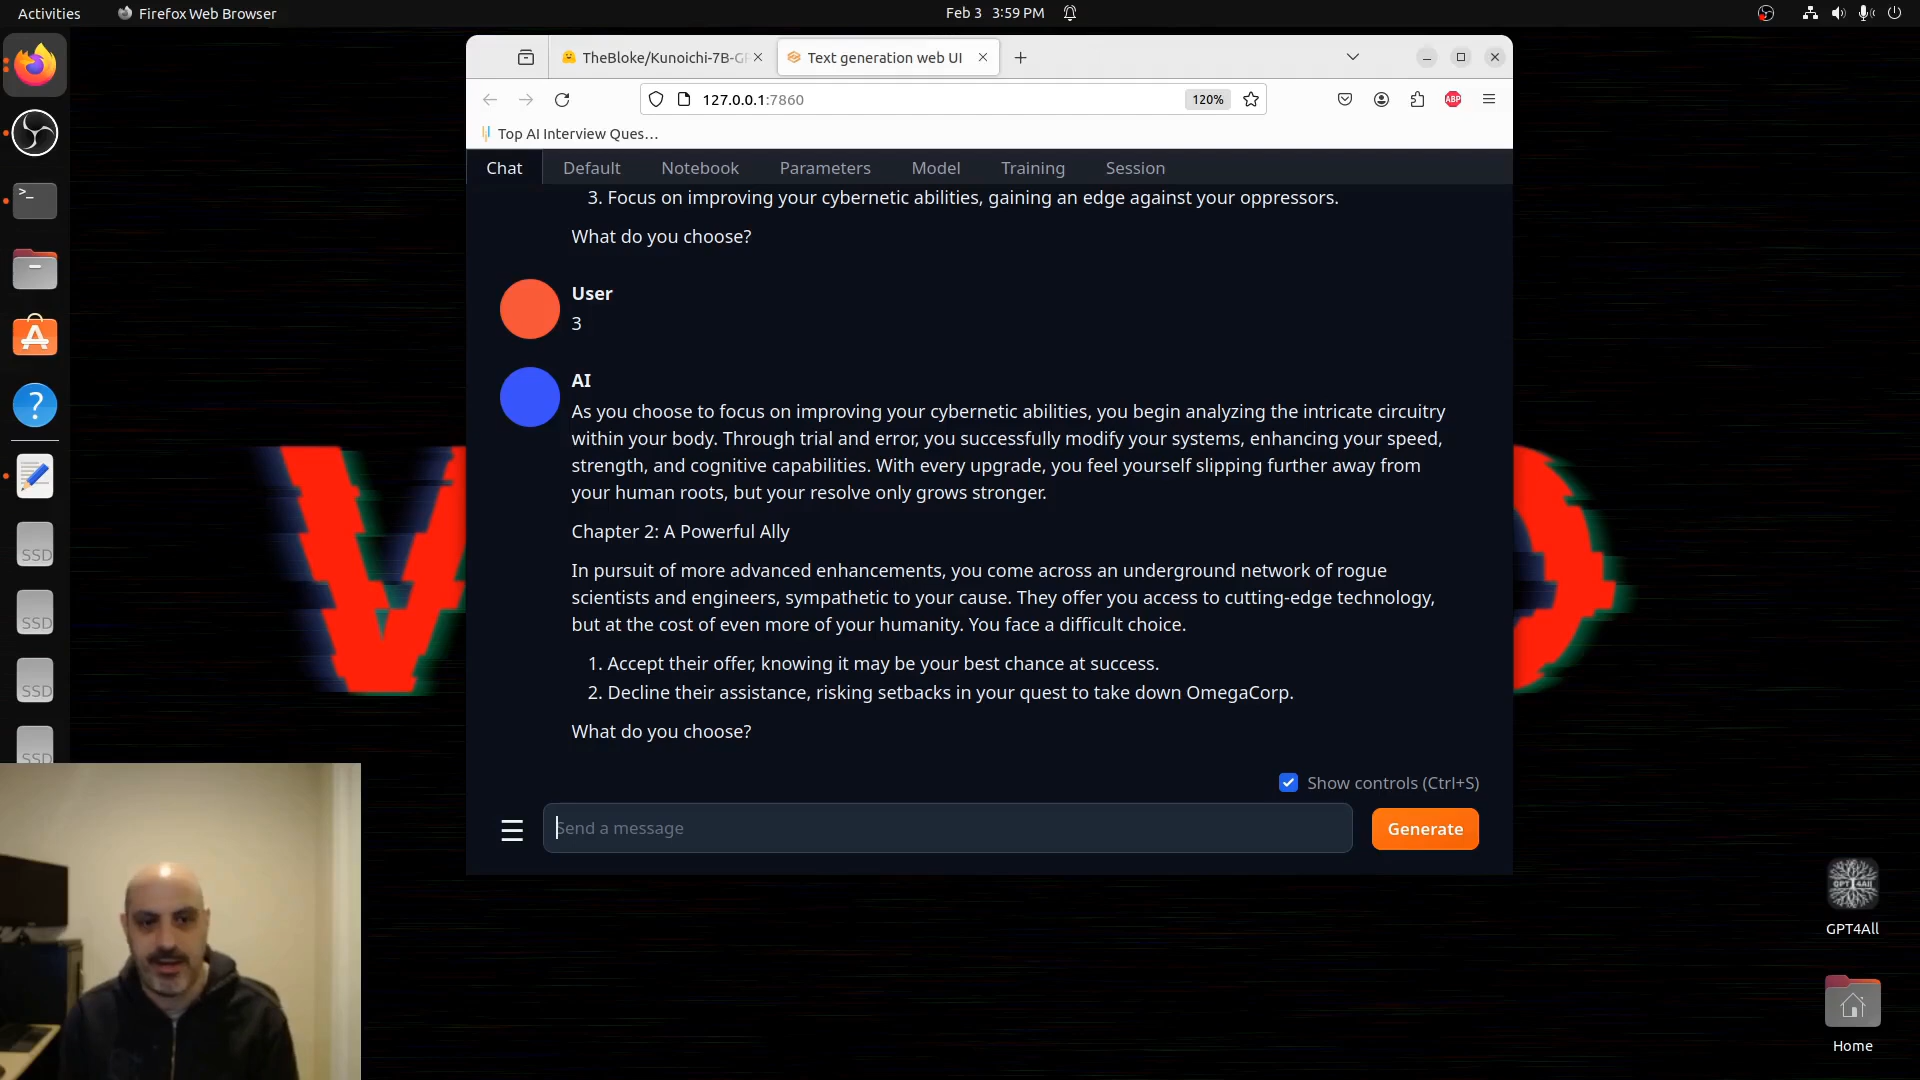 Activities
Firefox Web Browser
Feb 3 3:59 PM
TheBloke/Kunoichi-7B-G
Text generation web UI
127.0.0.1:7860
120%
ABP
Top AI Interview Ques…
Chat
Default
Notebook
Parameters
Model
Training
Session
3. Focus on improving your cybernetic abilities, gaining an edge against your oppressors.
What do you choose?
User
3
AI
As you choose to focus on improving your cybernetic abilities, you begin analyzing the intricate circuitry
within your body. Through trial and error, you successfully modify your systems, enhancing your speed,
strength, and cognitive capabilities. With every upgrade, you feel yourself slipping further away from
your human roots, but your resolve only grows stronger.
Chapter 2: A Powerful Ally
In pursuit of more advanced enhancements, you come across an underground network of rogue
scientists and engineers, sympathetic to your cause. They offer you access to cutting-edge technology,
but at the cost of even more of your humanity. You face a difficult choice.
1. Accept their offer, knowing it may be your best chance at success.
2. Decline their assistance, risking setbacks in your quest to take down OmegaCorp.
What do you choose?
Show controls (Ctrl+S)
Send a message
Generate
SSD
SSD
SSD
SSD
GPT4All
GPT4All
Home